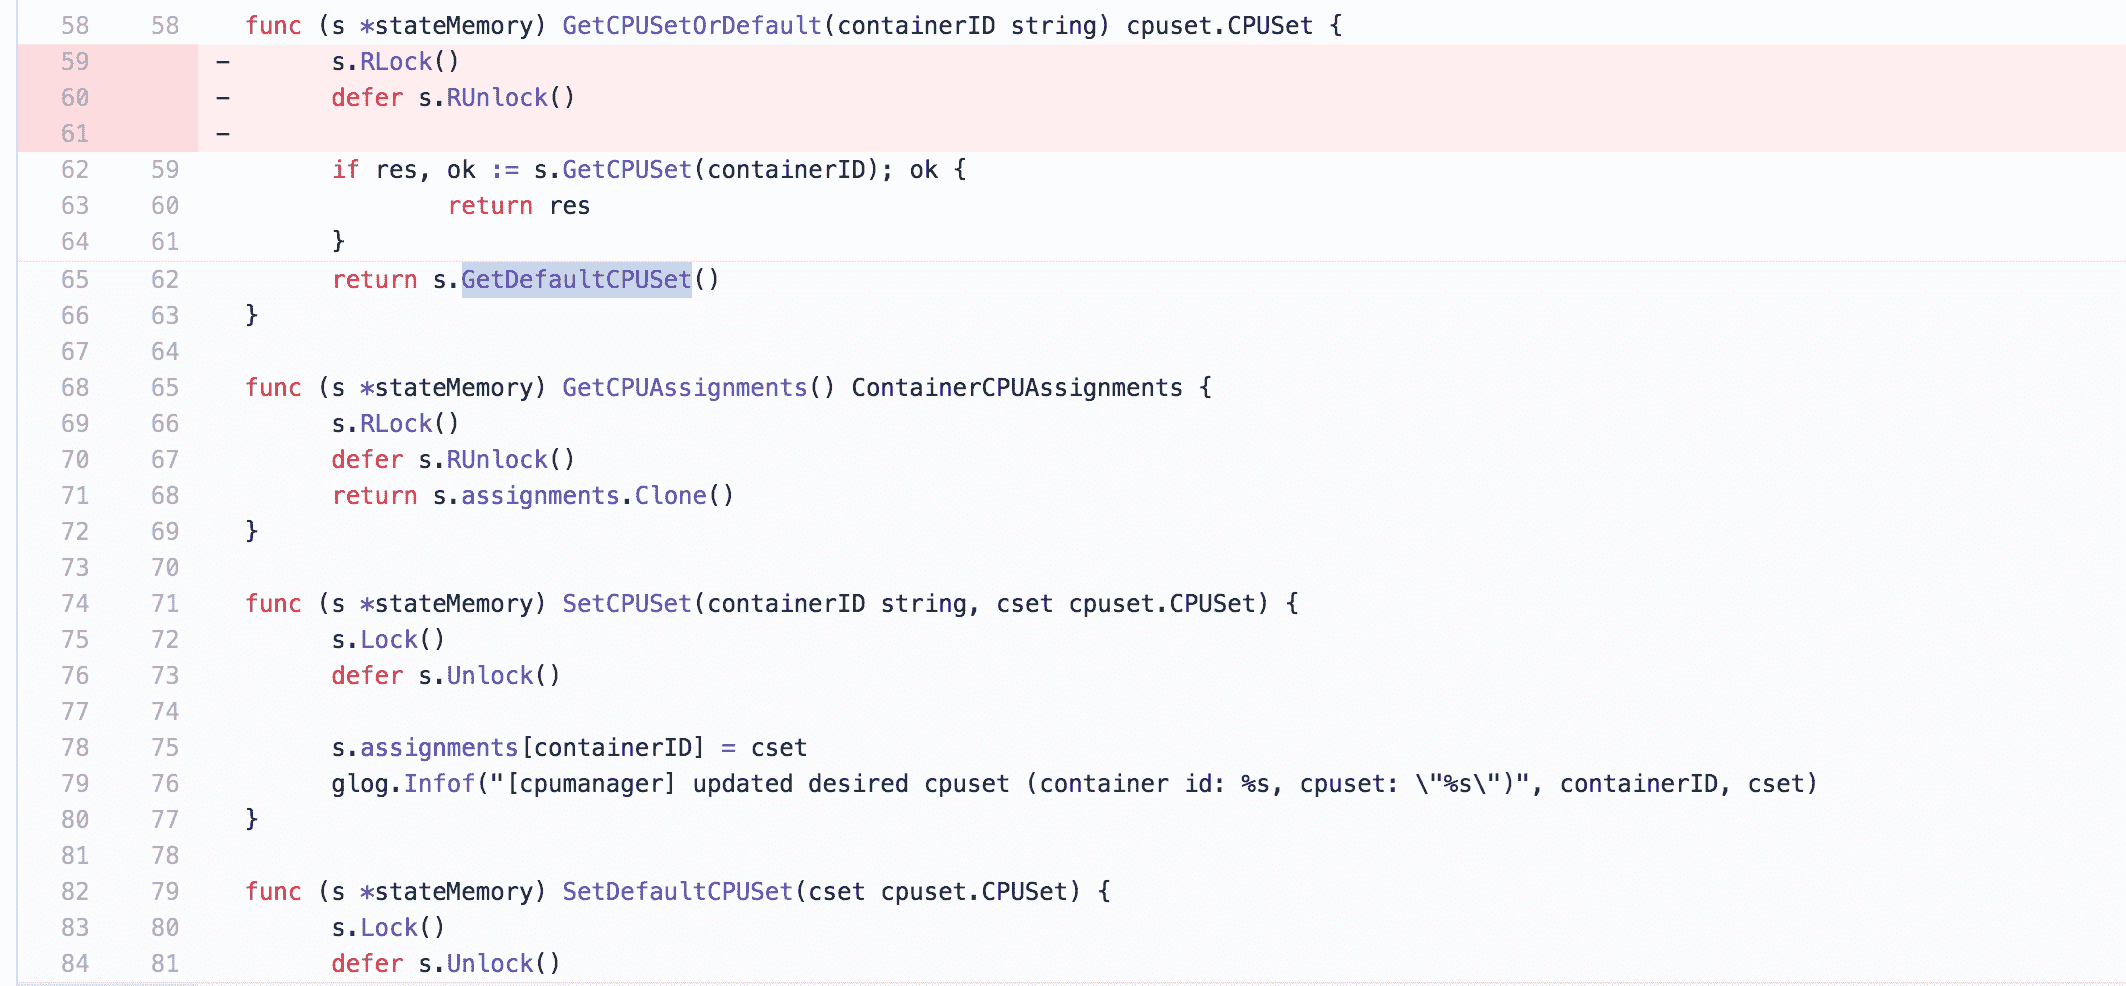 58 58 func (s *stateMemory) GetCPUSetOrDefault(containerID string) cpuset.CPUSet {
59 - s.RLock()
60 - defer s.RUnlock()
61 -
62 59 if res, ok := s.GetCPUSet(containerID); ok {
63 60 return res
64 61 }
65 62 return s.GetDefaultCPUSet()
66 63 }
67 64
68 65 func (s *stateMemory) GetCPUAssignments() ContainerCPUAssignments {
69 66 s.RLock()
70 67 defer s.RUnlock()
71 68 return s.assignments.Clone()
72 69 }
73 70
74 71 func (s *stateMemory) SetCPUSet(containerID string, cset cpuset.CPUSet) {
75 72 s.Lock()
76 73 defer s.Unlock()
77 74
78 75 s.assignments[containerID] = cset
79 76 glog.Infof("[cpumanager] updated desired cpuset (container id: %s, cpuset: \"%s\")", containerID, cset)
80 77 }
81 78
82 79 func (s *stateMemory) SetDefaultCPUSet(cset cpuset.CPUSet) {
83 80 s.Lock()
84 81 defer s.Unlock()